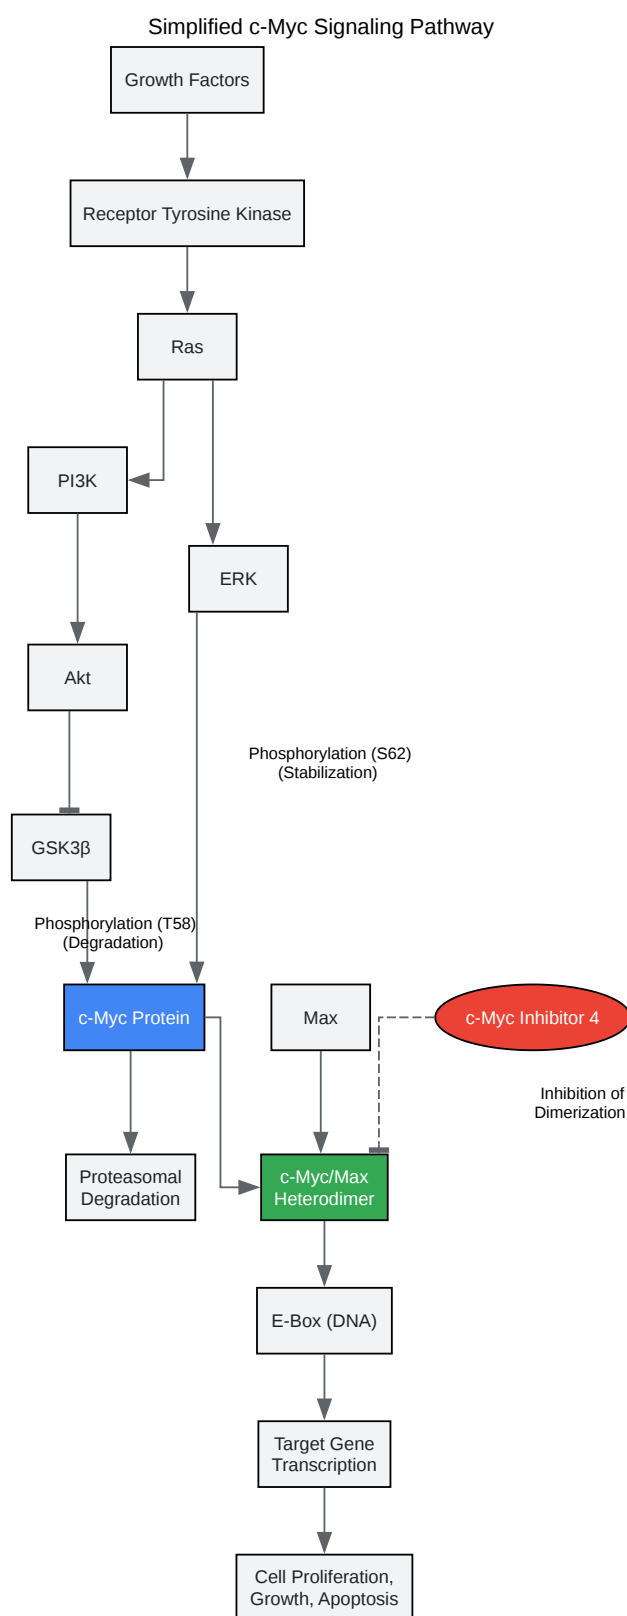 Simplified c-Myc Signaling Pathway
Growth Factors
Receptor Tyrosine Kinase
Ras
PI3K
ERK
Akt
Phosphorylation (S62)
(Stabilization)
GSK3β
Phosphorylation (T58)
(Degradation)
c-Myc Protein
Max
c-Myc Inhibitor 4
Inhibition of
Dimerization
Proteasomal
Degradation
c-Myc/Max
Heterodimer
E-Box (DNA)
Target Gene
Transcription
Cell Proliferation,
Growth, Apoptosis